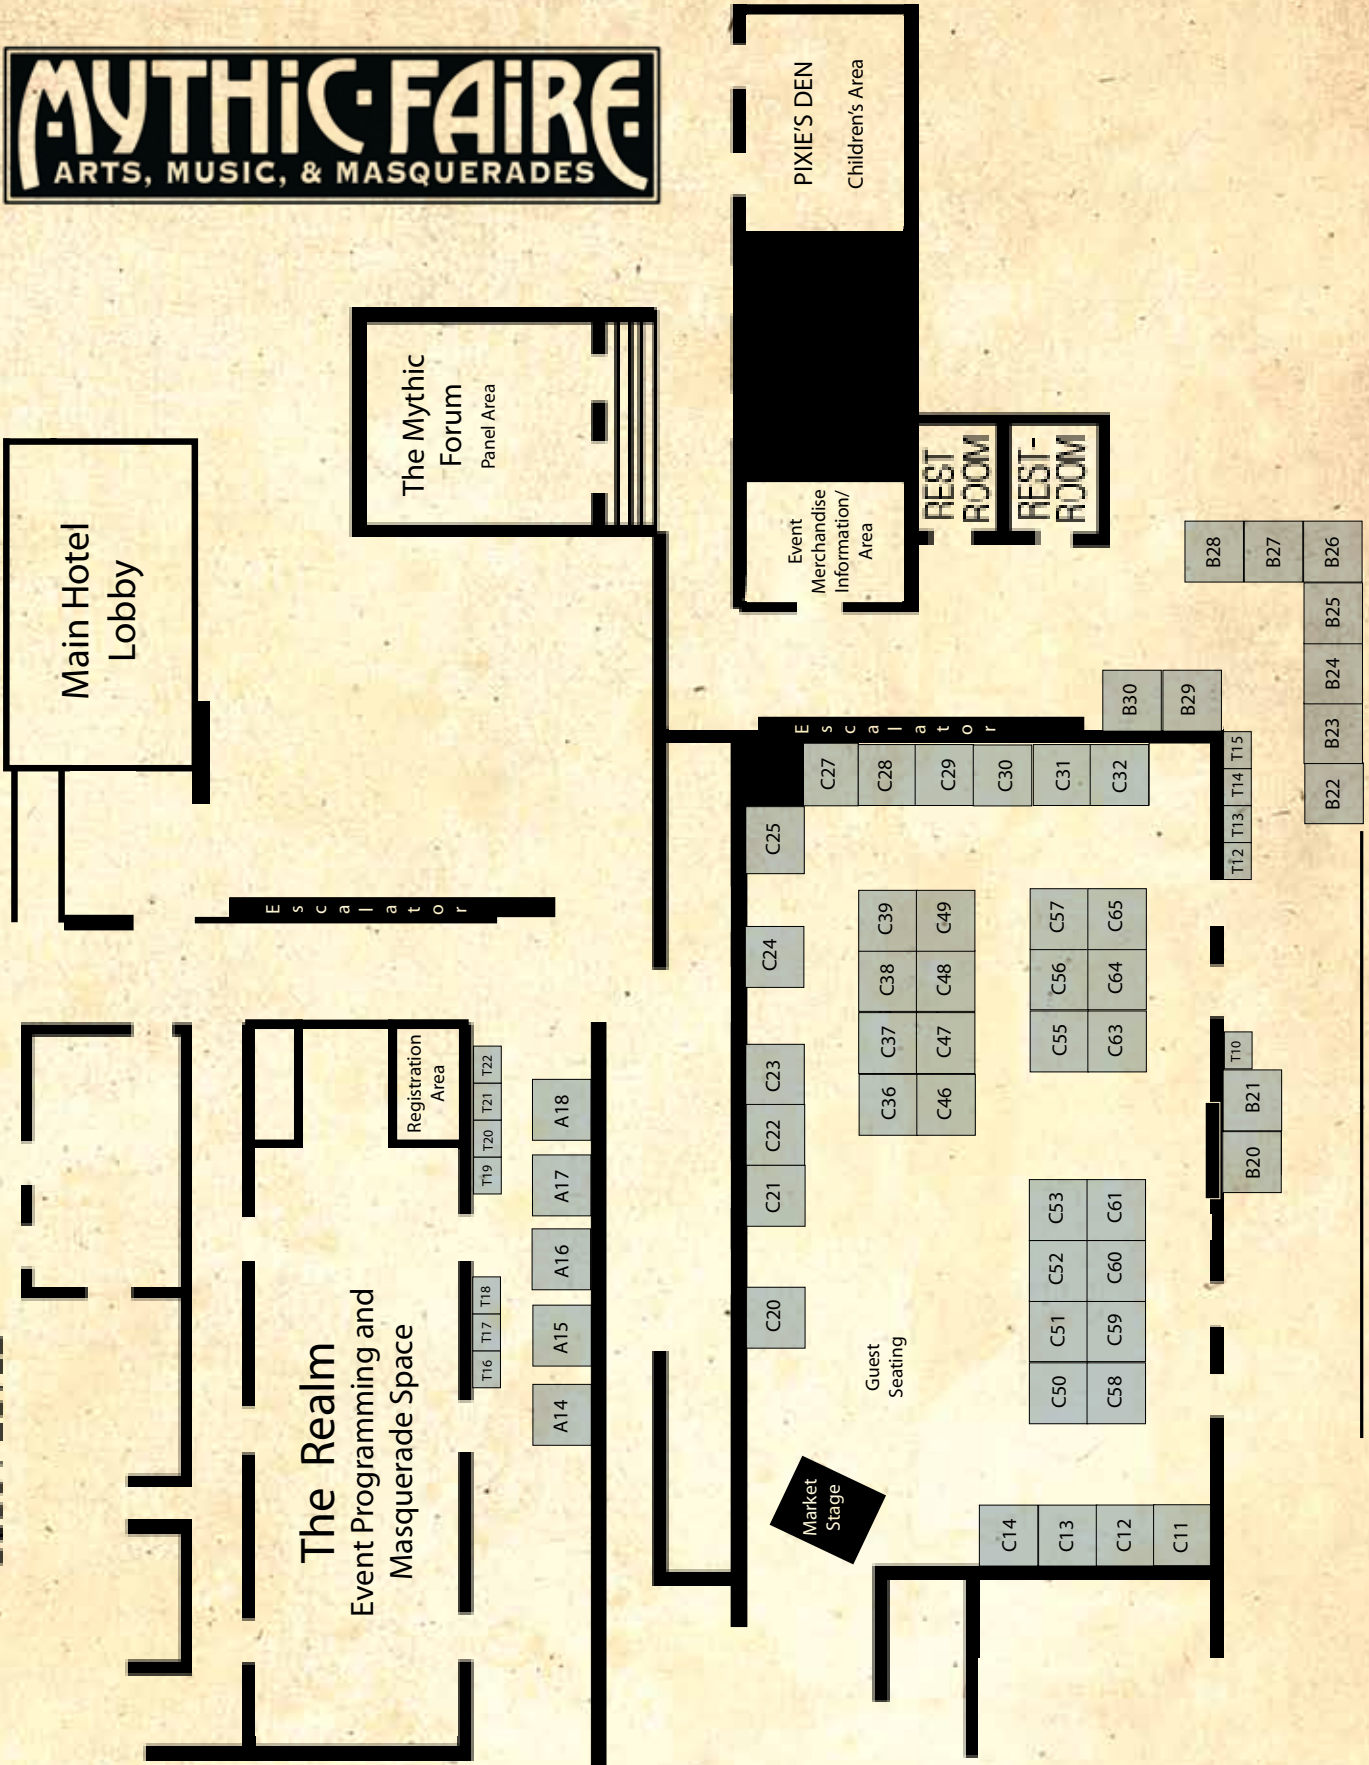 MYTHiC·FAiRE
ARTS, MUSIC, & MASQUERADES
PIXIE'S DEN
Children's Area
The Mythic
Forum
Panel Area
Main Hotel
Lobby
Event
Merchandise
Information/
Area
REST
ROOM
REST-
ROOM
B28
B27
B26
B25
B24
B23
B22
B30
B29
Escalator
T15
T14
T13
T12
C27
C28
C29
C30
C31
C32
C25
C24
C23
C22
C21
C20
Escalator
C39
C49
C38
C48
C37
C47
C36
C46
C57
C65
C56
C64
C55
C63
T10
B21
B20
Registration
Area
T22
T21
T20
T19
T18
T17
T16
A18
A17
A16
A15
A14
C53
C61
C52
C60
C51
C59
C50
C58
The Realm
Event Programming and
Masquerade Space
Guest
Seating
Market
Stage
C14
C13
C12
C11